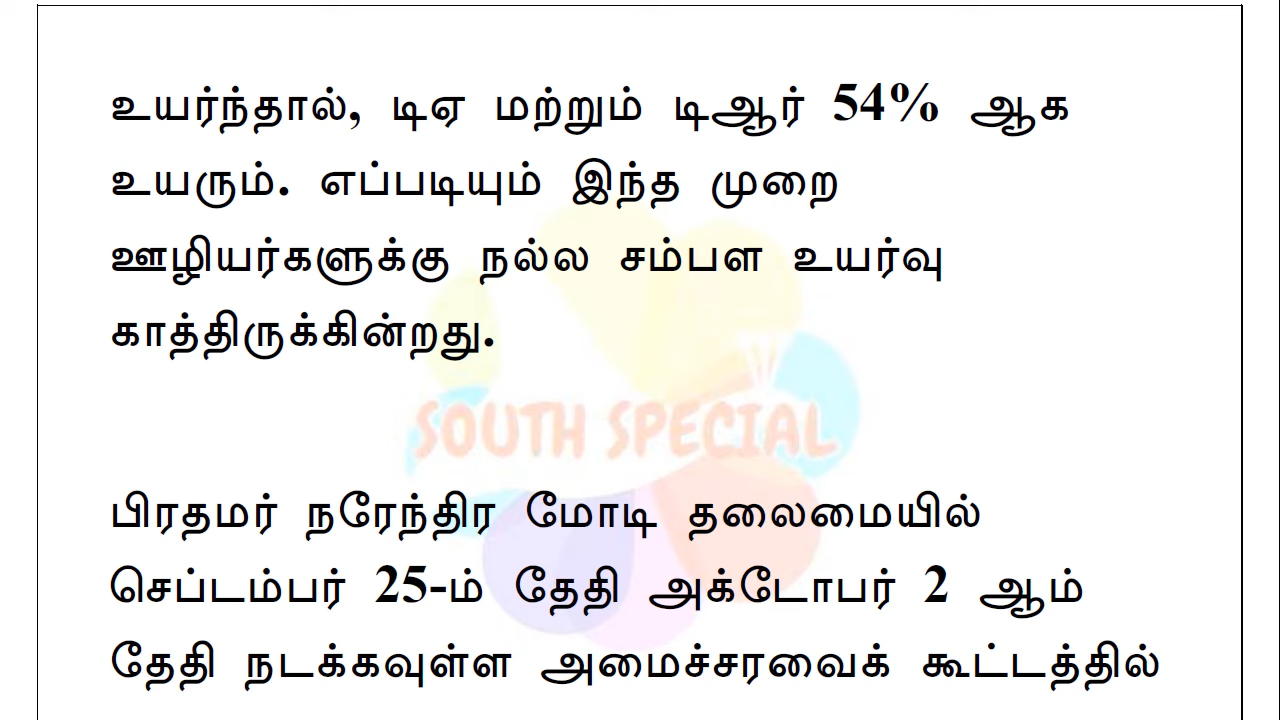 உயர்ந்தால், டிஏ மற்றும் டிஆர் 54% ஆக
உயரும். எப்படியும் இந்த முறை
ஊழியர்களுக்கு நல்ல சம்பள உயர்வு
காத்திருக்கின்றது.
SOUTH SPECIAL
பிரதமர் நரேந்திர மோடி தலைமையில்
செப்டம்பர் 25-ம் தேதி அக்டோபர் 2 ஆம்
தேதி நடக்கவுள்ள அமைச்சரவைக் கூட்டத்தில்